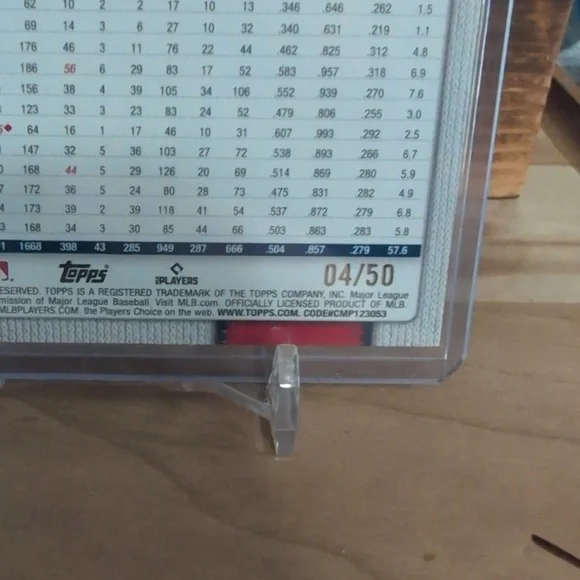 62 10 2 2 17 10 13 .346 .646 .262 1.5
69 14 3 6 27 10 32 .340 .631 .219 1.1
176 46 3 11 76 22 44 .462 .825 .312 4.8
186 56 6 29 83 17 52 .583 .957 .318 6.9
156 38 4 39 105 34 106 .552 .939 .270 7.6
123 33 3 23 83 24 52 .479 .806 .255 3.0
64 16 1 17 46 10 31 .607 .993 .292 2.5
147 32 5 36 103 27 72 .538 .893 .266 6.7
168 44 5 29 126 20 69 .514 .869 .280 5.9
172 36 5 24 80 28 73 .475 .831 .282 4.9
173 39 2 39 118 41 54 .537 .872 .279 6.8
168 34 3 30 85 44 66 .503 .863 .283 5.8
1 1668 398 43 285 949 287 666 .504 .857 .279 57.6
Topps PLAYERS 04/50
ESERVED. TOPPS IS A REGISTERED TRADEMARK OF THE TOPPS COMPANY, INC. Major League
mission of Major League Baseball. Visit MLB.com. OFFICIALLY LICENSED PRODUCT OF MLB
MLBPLAYERS.COM, the Players Choice on the web. WWW.TOPPS.COM. CODE#CMP123053